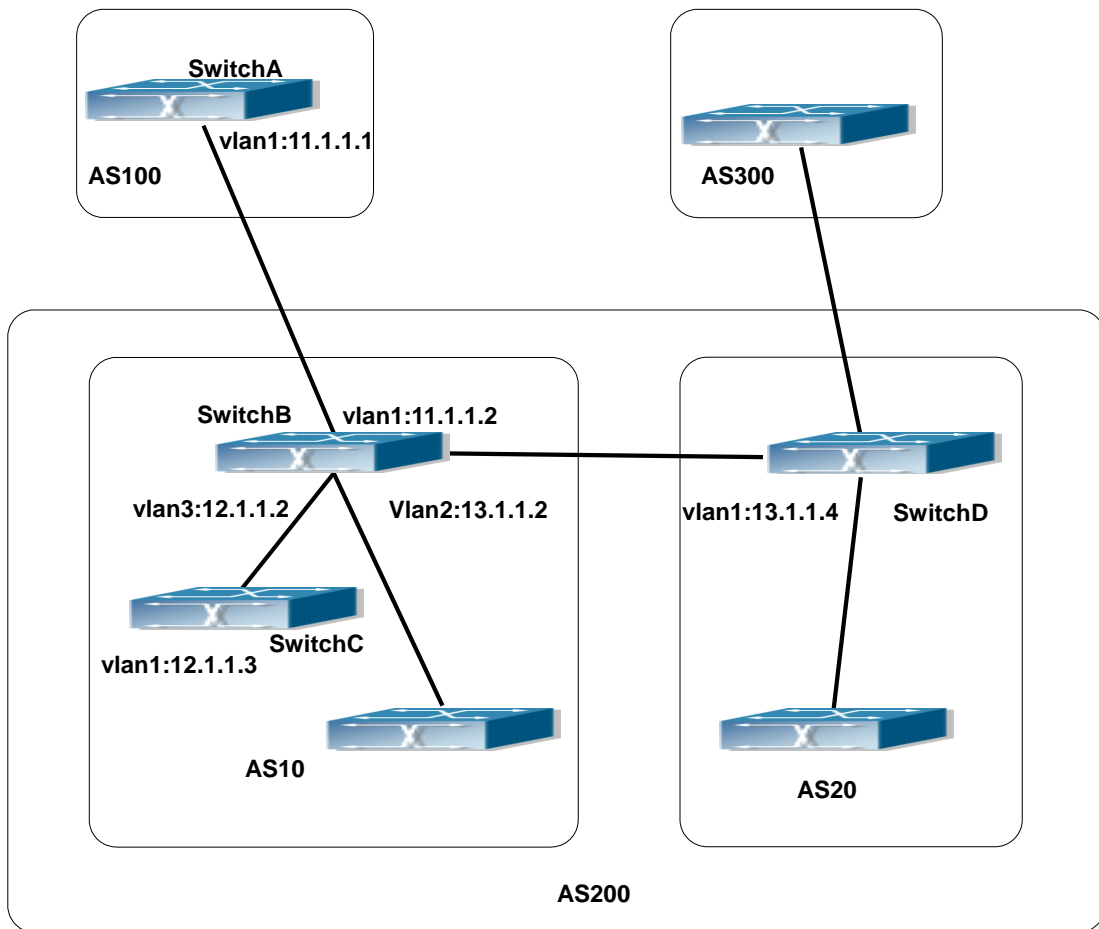 SwitchA
vlan1:11.1.1.1
AS100
AS300
SwitchB
vlan1:11.1.1.2
vlan3:12.1.1.2
Vlan2:13.1.1.2
vlan1:13.1.1.4
SwitchD
SwitchC
vlan1:12.1.1.3
AS10
AS20
AS200